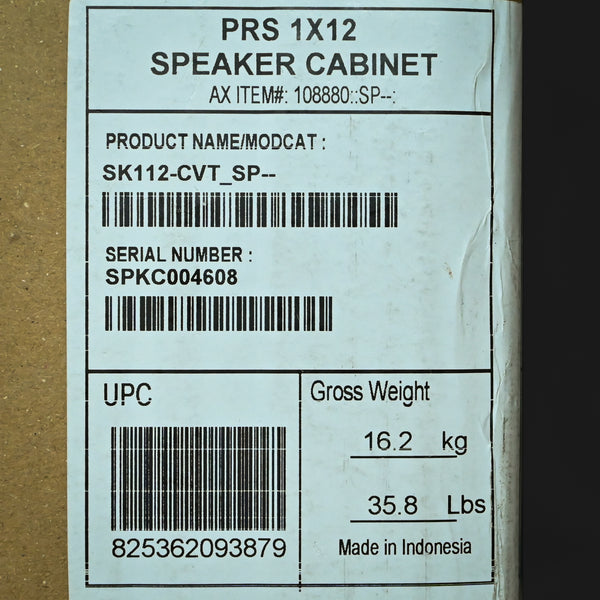 PRS 1X12
SPEAKER CABINET
AX ITEM#: 108880::SP--:
PRODUCT NAME/MODCAT :
SK112-CVT_SP--
SERIAL NUMBER :
SPKC004608
UPC
825362093879
Gross Weight
16.2 kg
35.8 Lbs
Made in Indonesia